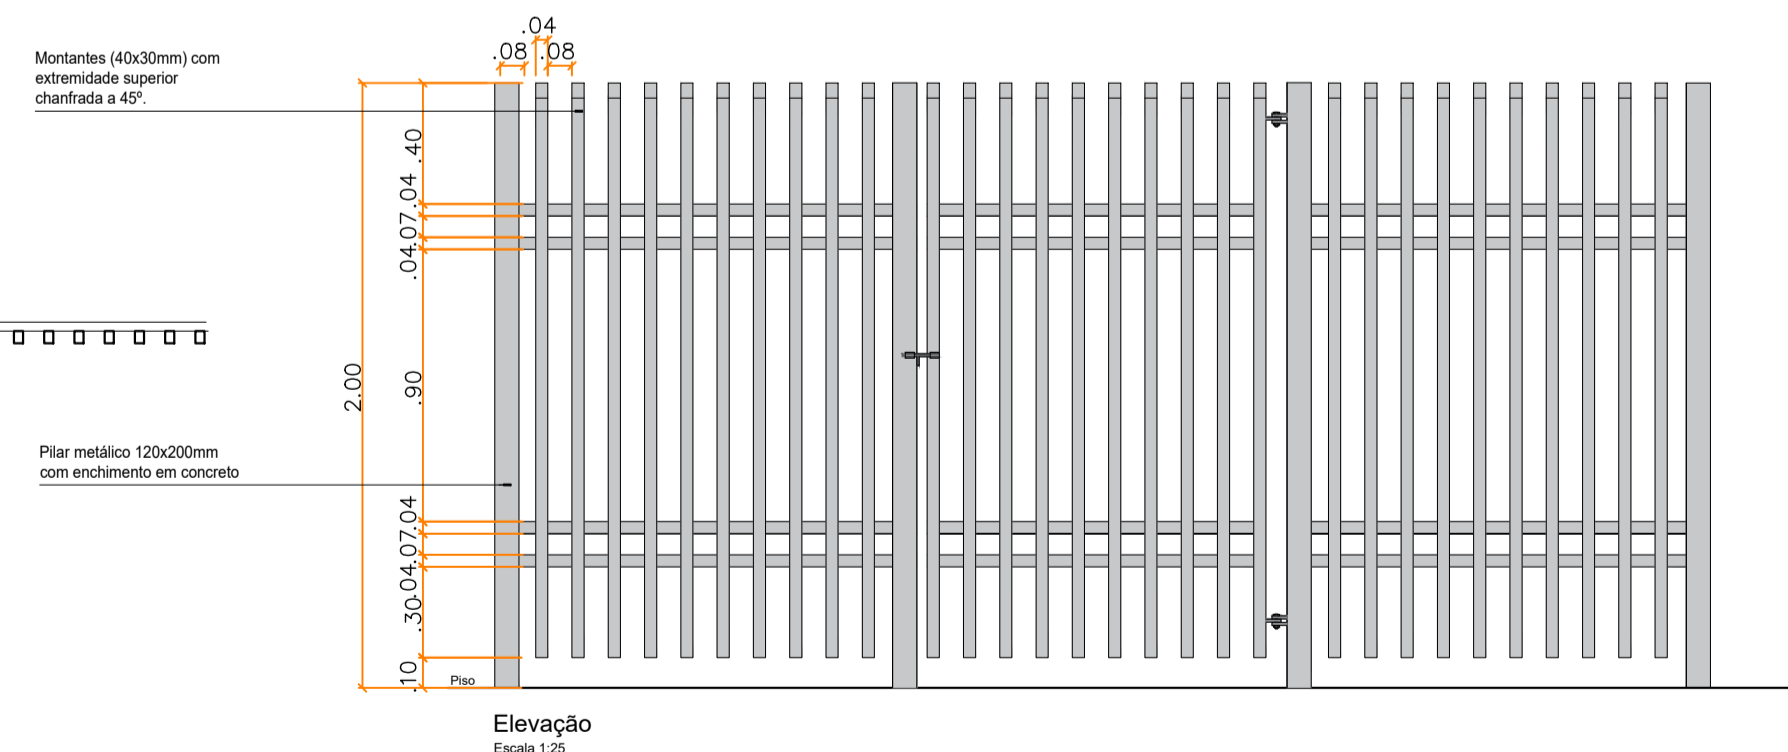 .04
.08 .08
Montantes (40x30mm) com
extremidade superior
chanfrada a 45º.
.40
.04
.07
.04
2.00
.90
Pilar metálico 120x200mm
com enchimento em concreto
.04
.07
.04
.30
.10
Piso
Elevação
Escala 1:25